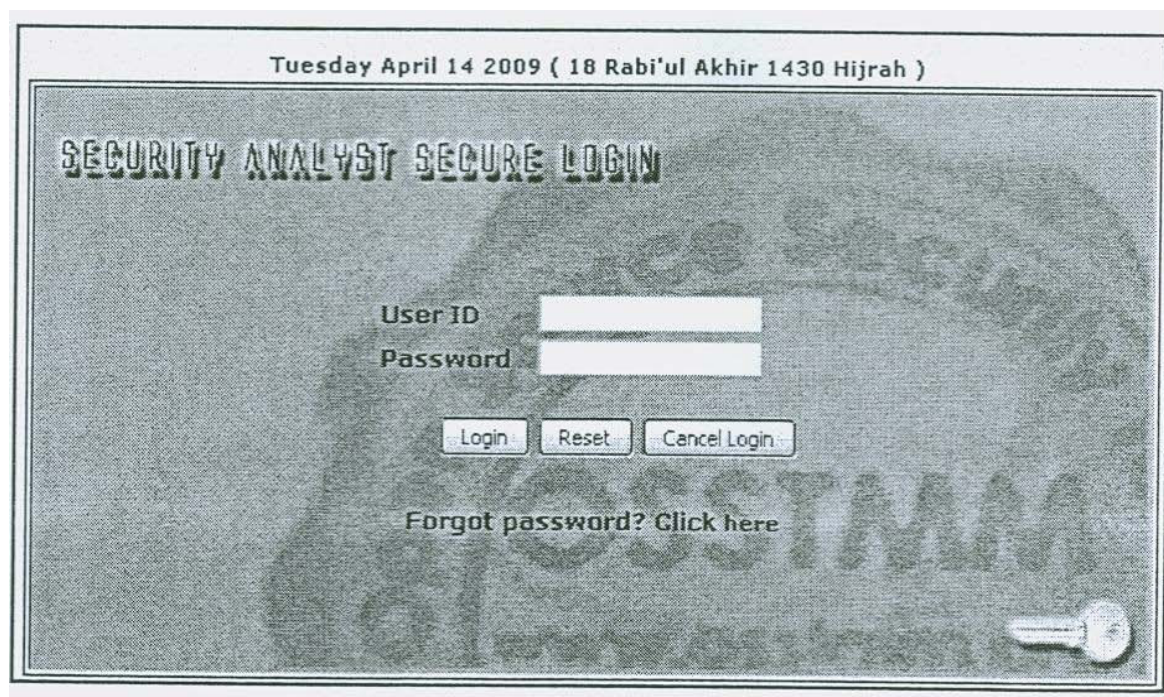 Tuesday April 14 2009 ( 18 Rabi'ul Akhir 1430 Hijrah )
SECURITY ANALYST SECURE LOGIN
User ID
Password
Login Reset Cancel Login
Forgot password? Click here
OSSTMM